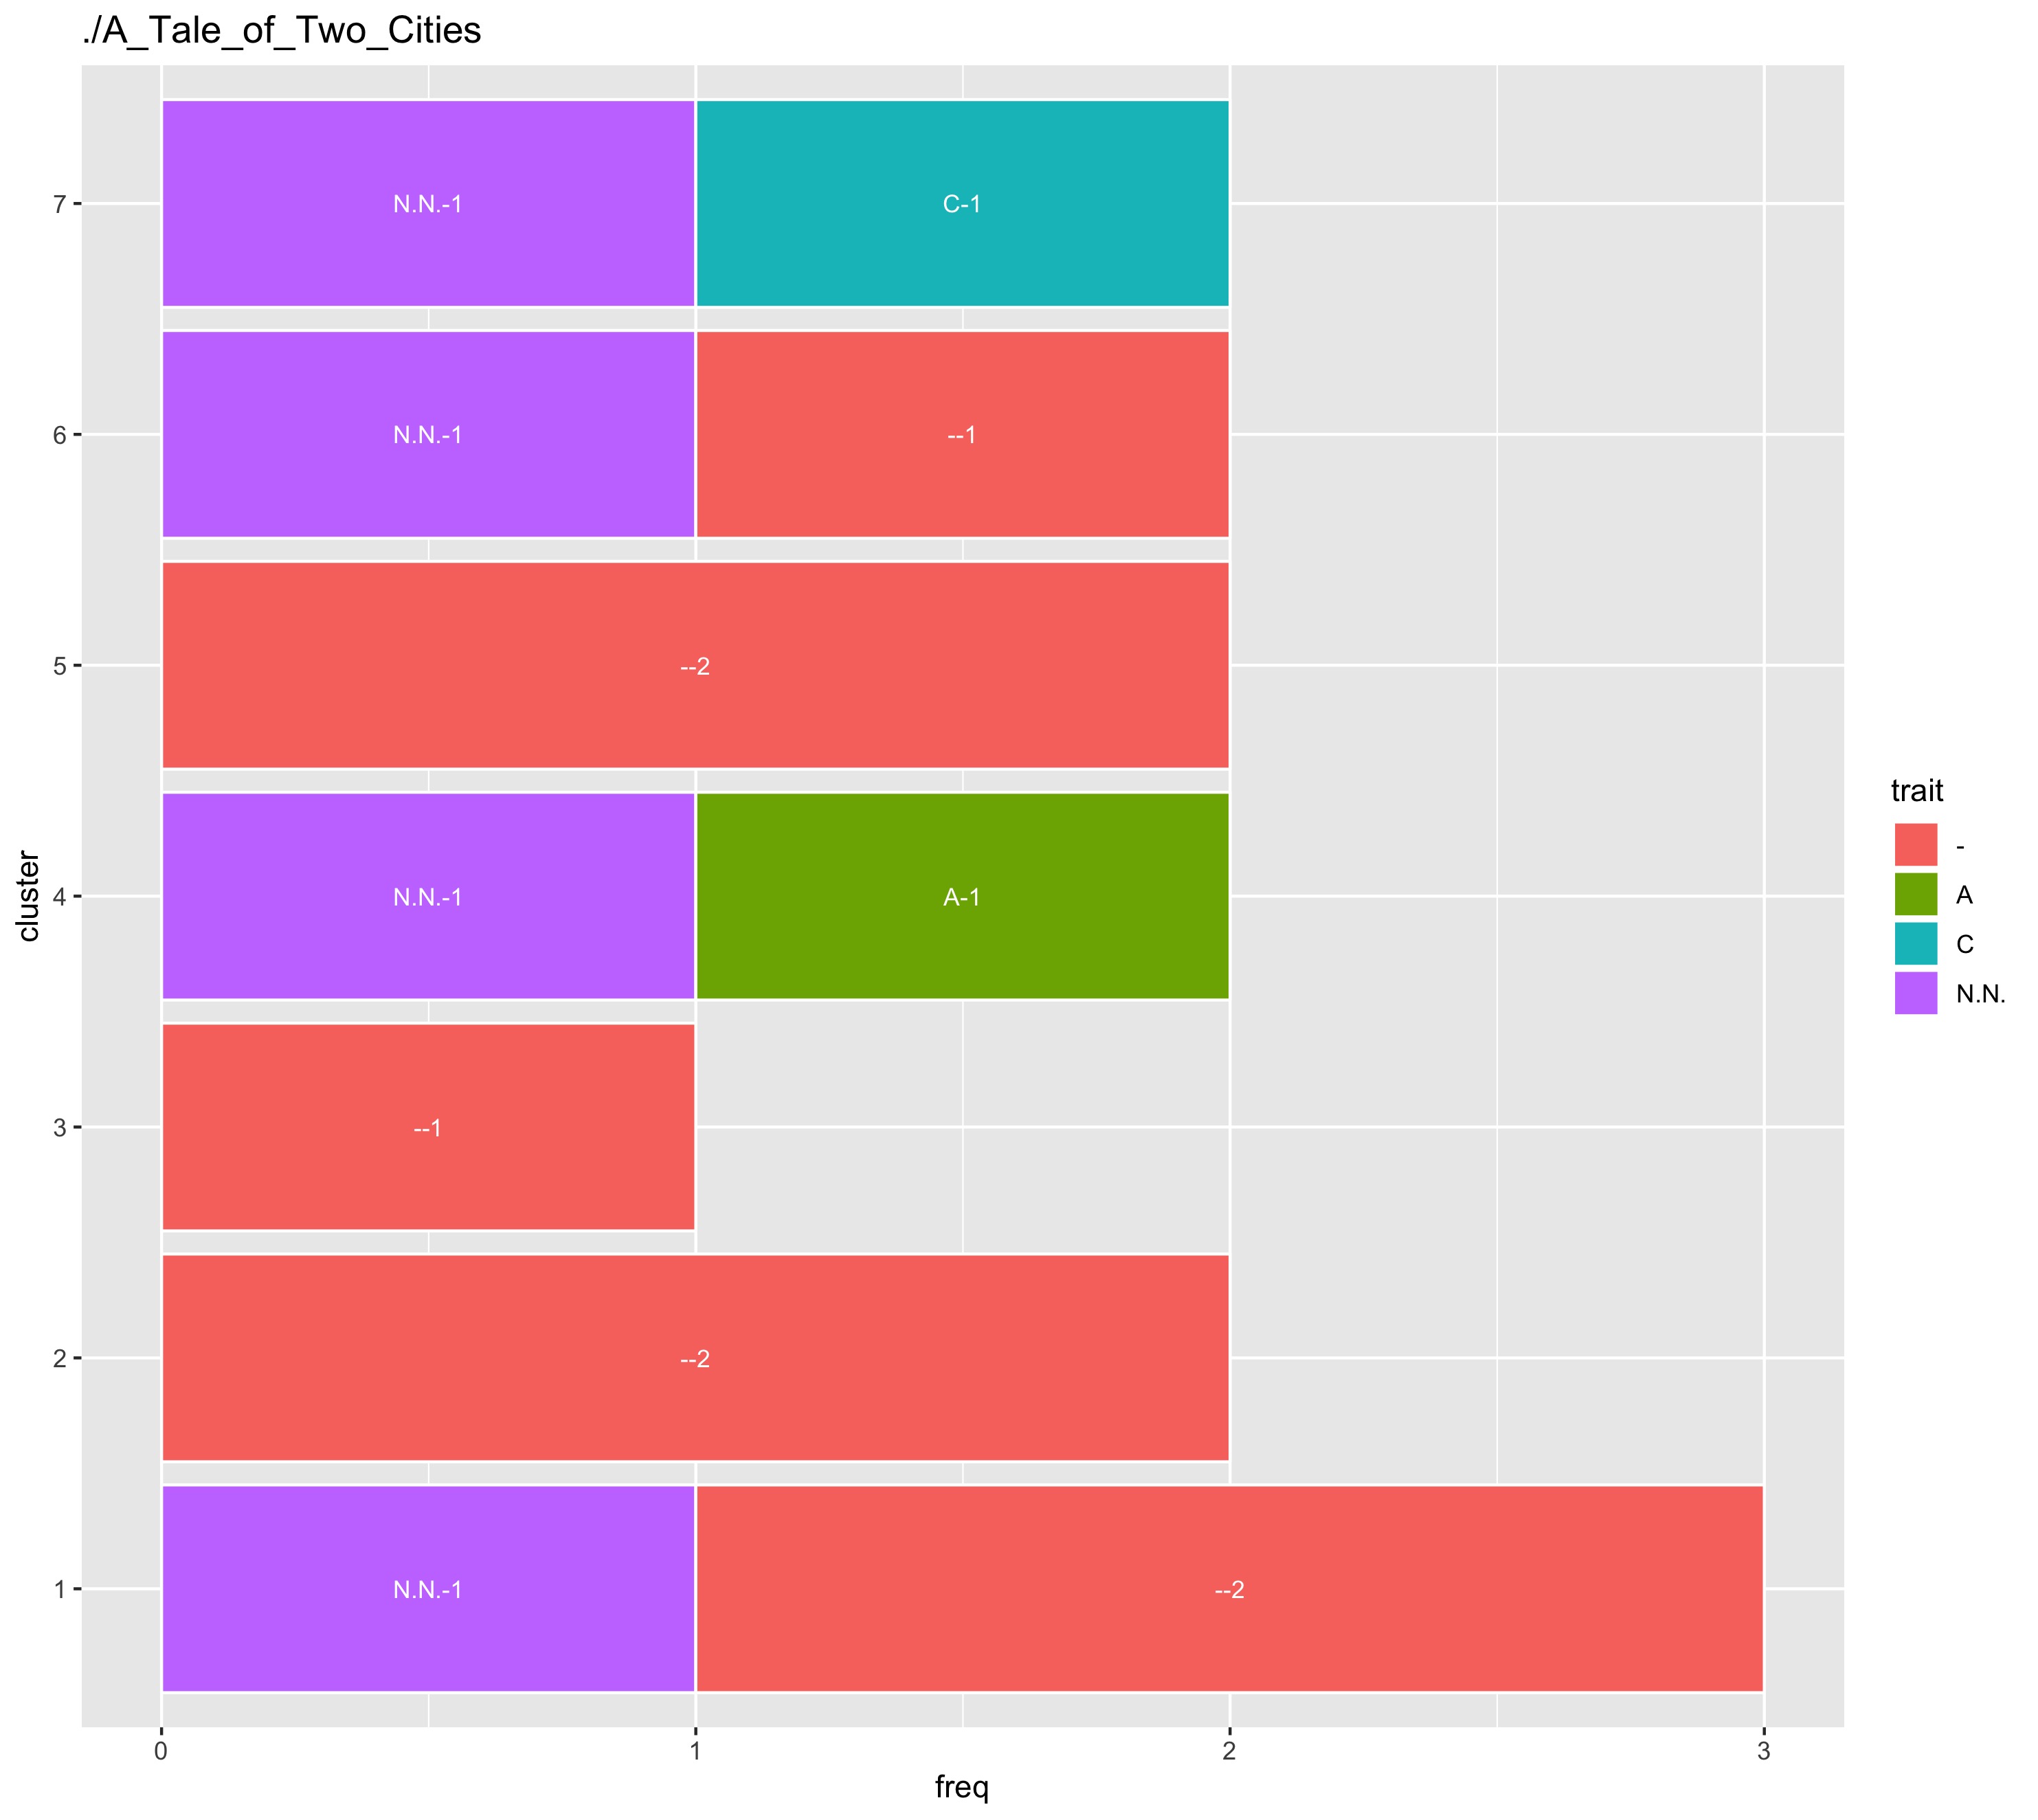 ./A_Tale_of_Two_Cities
cluster
7
N.N.-1
C-1
6
N.N.-1
--1
5
--2
4
N.N.-1
A-1
3
--1
2
--2
1
N.N.-1
--2
0
1
2
3
freq
trait
-
A
C
N.N.